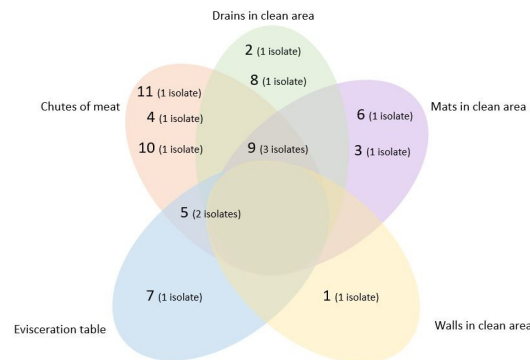 Drains in clean area
2 (1 isolate)
8 (1 isolate)
Chutes of meat
11 (1 isolate)
4 (1 isolate)
10 (1 isolate)
9 (3 isolates)
Mats in clean area
6 (1 isolate)
3 (1 isolate)
5 (2 isolates)
7 (1 isolate)
Evisceration table
1 (1 isolate)
Walls in clean area